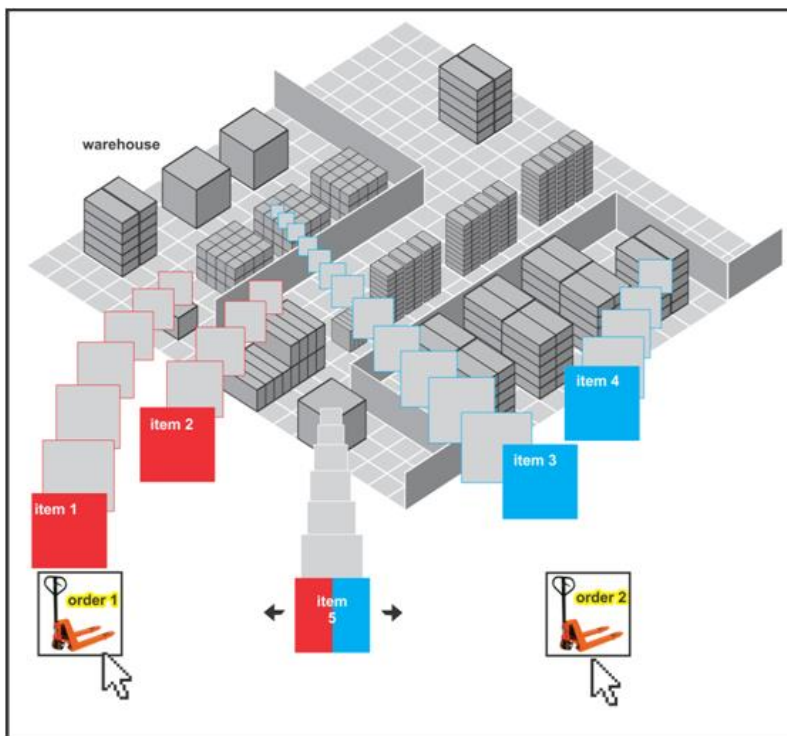 warehouse
item 4
item 2
item 3
item 1
item
5
order 1
order 2